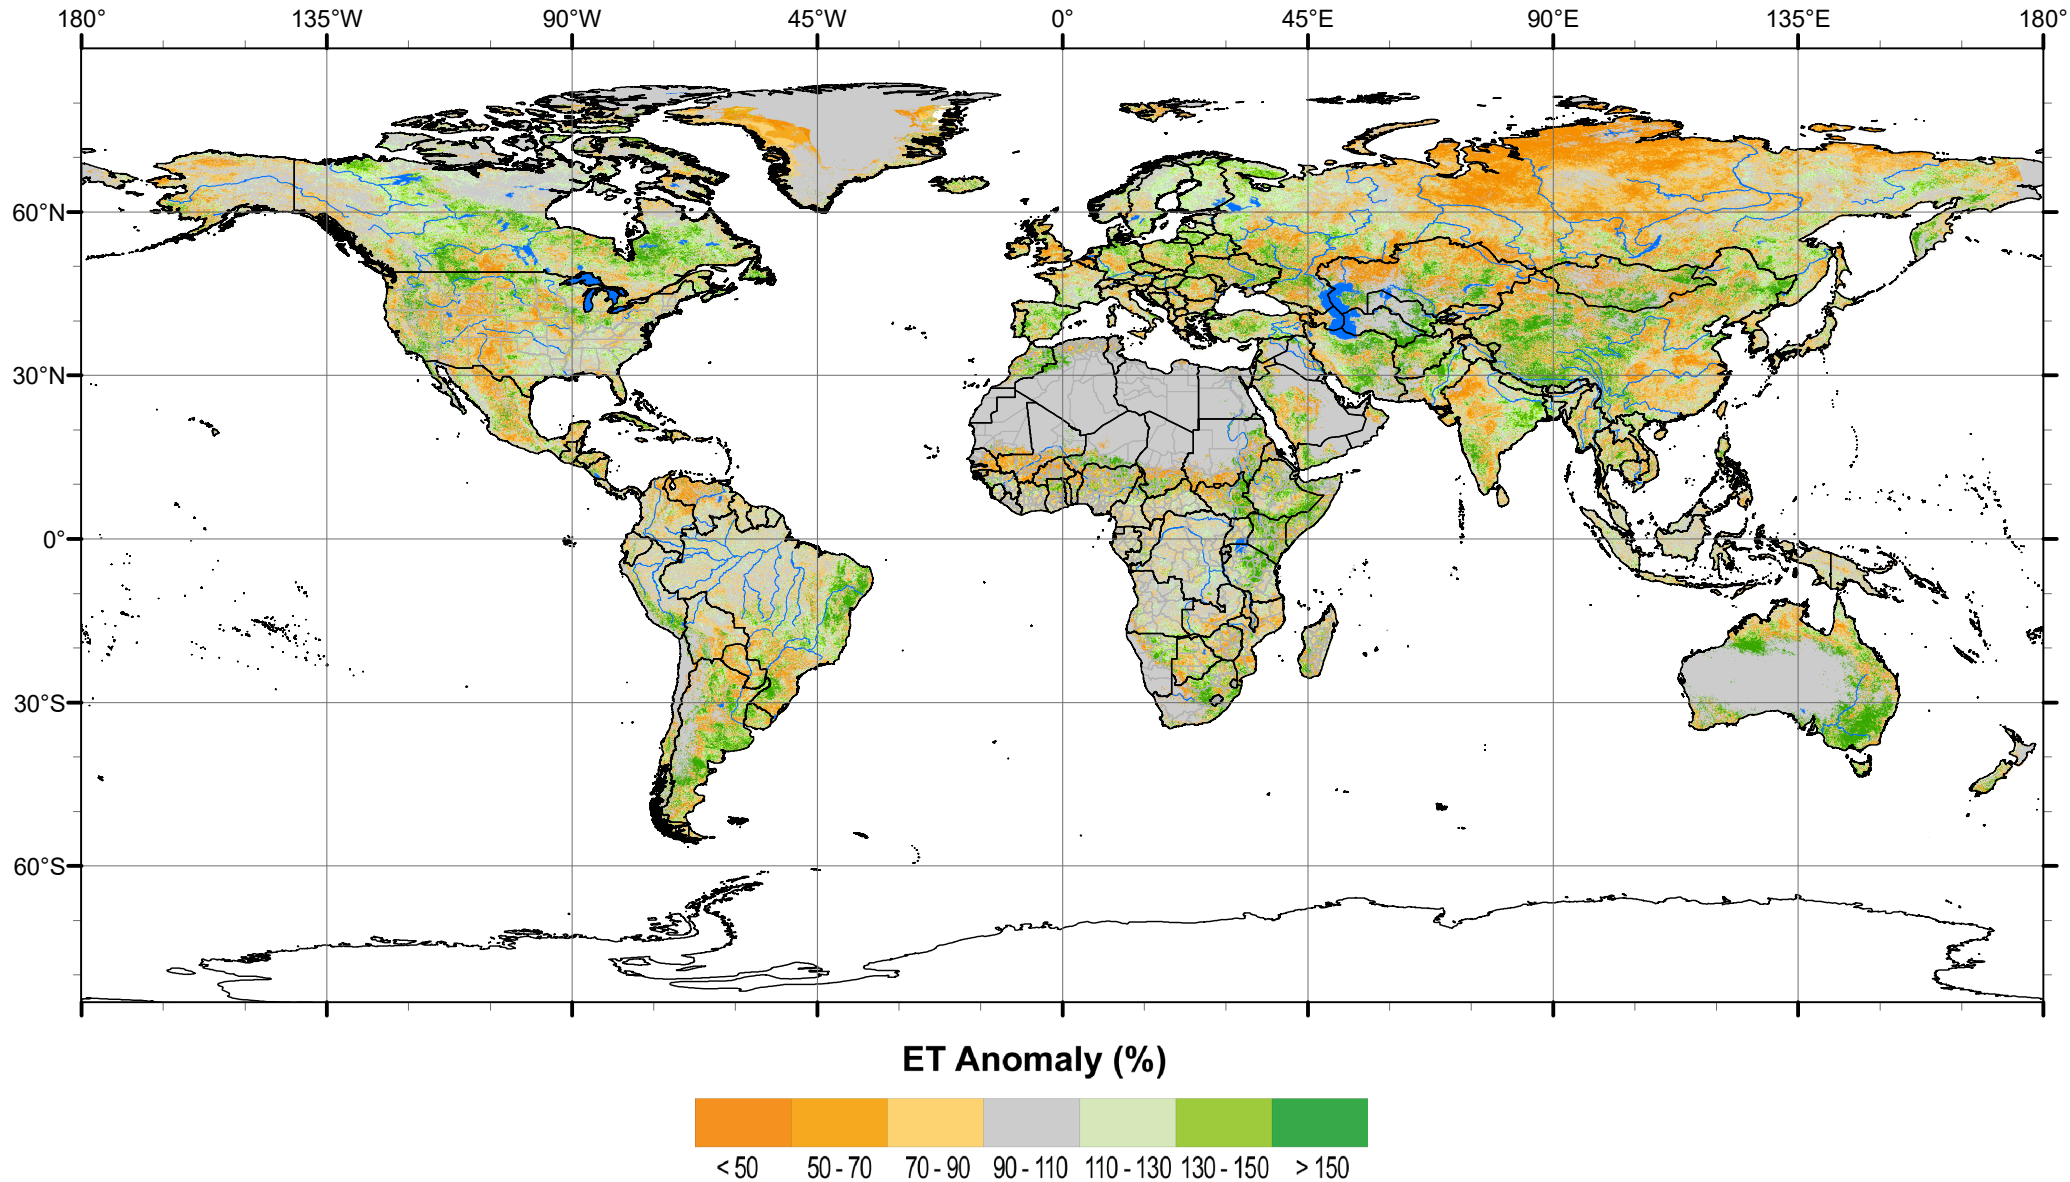 180° 135°W 90°W 45°W 0° 45°E 90°E 135°E 180°
60°N
30°N
0°
30°S
60°S
ET Anomaly (%)
< 50 50 - 70 70 - 90 90 - 110 110 - 130 130 - 150 > 150